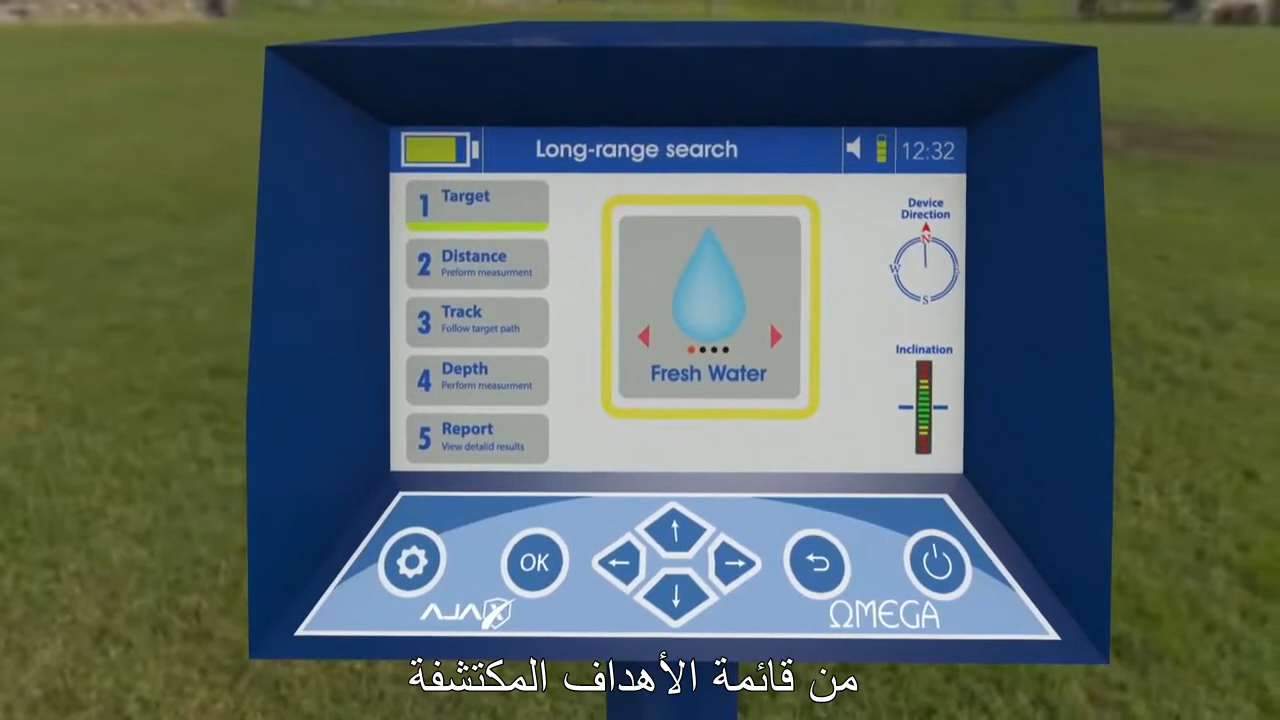 Long-range search
12:32
1 Target
2 Distance
Preform measurment
3 Track
Follow target path
4 Depth
Perform measurment
5 Report
View detalid results
Fresh Water
Device
Direction
N
W
S
Inclination
OK
AJAX
ΩMEGA
من قائمة الأهداف المكتشفة